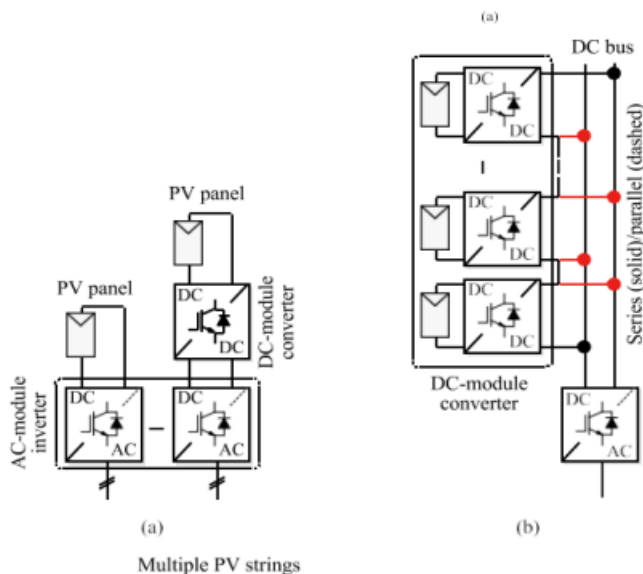 (a)
DC bus
DC
DC
DC
DC
DC
DC
Series (solid)/parallel (dashed)
DC-module
converter
AC
PV panel
DC
DC
DC-module
converter
PV panel
DC
AC
DC
AC
AC-module
inverter
(a)
(b)
Multiple PV strings